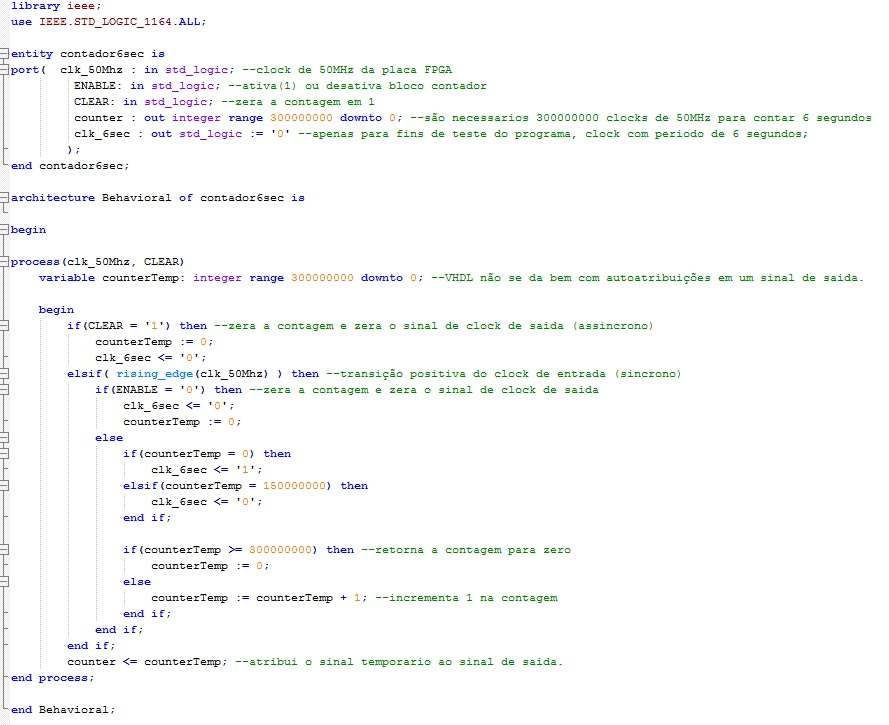 library ieee;
use IEEE.STD_LOGIC_1164.ALL;
entity contador6sec is
port(  clk_50Mhz : in std_logic; --clock de 50MHz da placa FPGA
ENABLE: in std_logic; --ativa(1) ou desativa bloco contador
CLEAR: in std_logic; --zera a contagem em 1
counter : out integer range 300000000 downto 0; --são necessarios 300000000 clocks de 50MHz para contar 6 segundos
clk_6sec : out std_logic := '0' --apenas para fins de teste do programa, clock com periodo de 6 segundos;
);
end contador6sec;
architecture Behavioral of contador6sec is
begin
process(clk_50Mhz, CLEAR)
variable counterTemp: integer range 300000000 downto 0; --VHDL não se da bem com autoatribuições em um sinal de saida.
begin
if(CLEAR = '1') then --zera a contagem e zera o sinal de clock de saida (assincrono)
counterTemp := 0;
clk_6sec <= '0';
elsif( rising_edge(clk_50Mhz) ) then --transição positiva do clock de entrada (sincrono)
if(ENABLE = '0') then --zera a contagem e zera o sinal de clock de saida
clk_6sec <= '0';
counterTemp := 0;
else
if(counterTemp = 0) then
clk_6sec <= '1';
elsif(counterTemp = 150000000) then
clk_6sec <= '0';
end if;
if(counterTemp >= 300000000) then --retorna a contagem para zero
counterTemp := 0;
else
counterTemp := counterTemp + 1; --incrementa 1 na contagem
end if;
end if;
end if;
counter <= counterTemp; --atribui o sinal temporario ao sinal de saida.
end process;
end Behavioral;